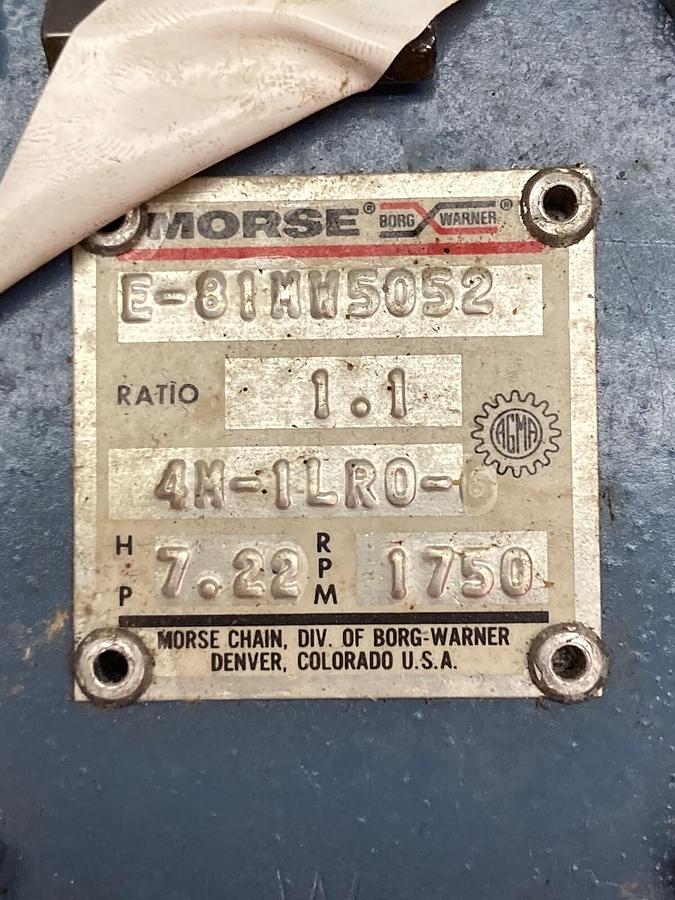 MORSE® BORG WARNER®
E-81MW5052
RATIO 1.1
AGMA
4M-1LRO-6
HP 7.22 RPM 1750
MORSE CHAIN, DIV. OF BORG-WARNER
DENVER, COLORADO U.S.A.